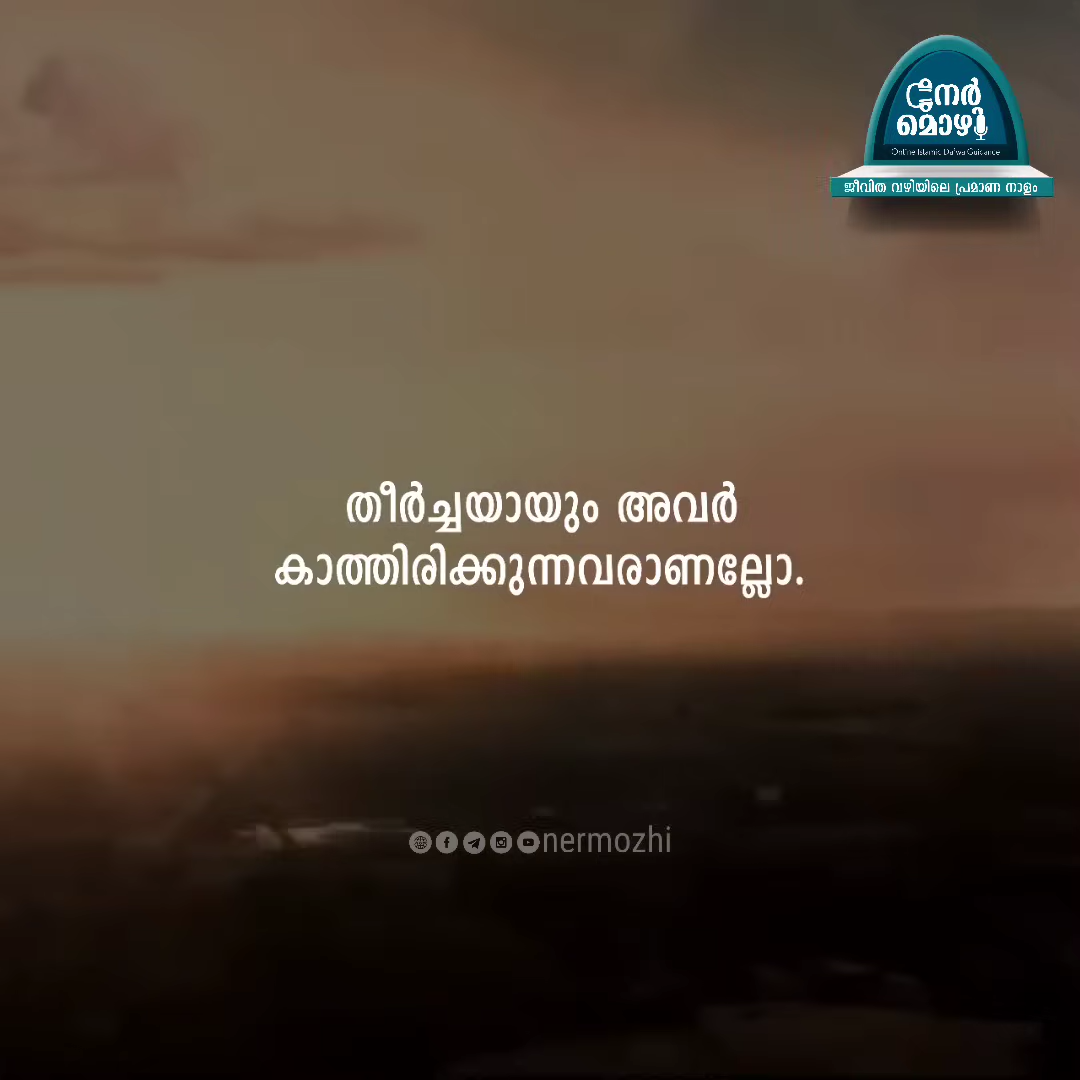 നേർ
മൊഴി
Online Islamic Da'wa Guidance
ജീവിത വഴിയിലെ പ്രമാണ നാളം
തീർച്ചയായും അവർ
കാത്തിരിക്കുന്നവരാണല്ലോ.
nermozhi